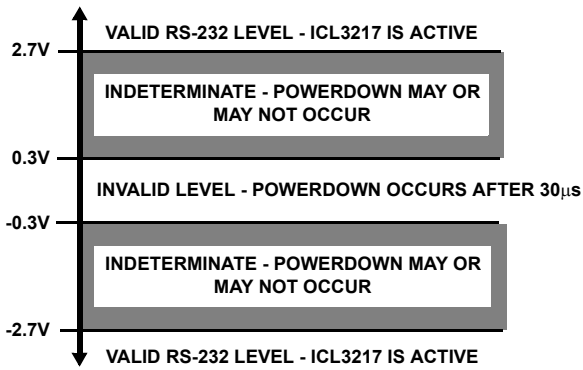 VALID RS-232 LEVEL - ICL3217 IS ACTIVE
2.7V
INDETERMINATE - POWERDOWN MAY OR
MAY NOT OCCUR
0.3V
INVALID LEVEL - POWERDOWN OCCURS AFTER 30μs
-0.3V
INDETERMINATE - POWERDOWN MAY OR
MAY NOT OCCUR
-2.7V
VALID RS-232 LEVEL - ICL3217 IS ACTIVE